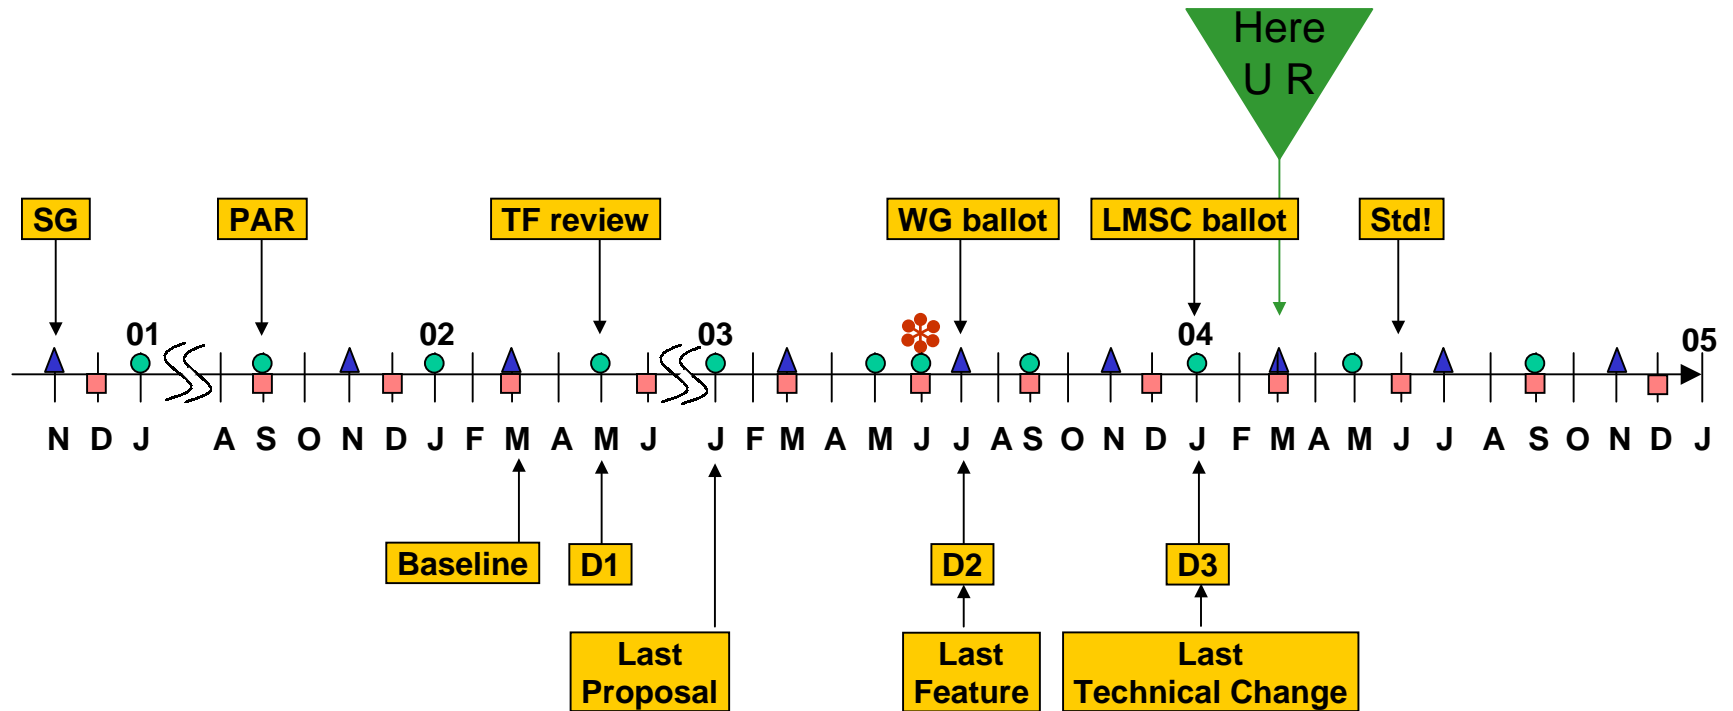 Here
U R
SG
PAR
TF review
WG ballot
LMSC ballot
Std!
01
02
03
04
05
N D J A S O N D J F M A M J J F M A M J J A S O N D J F M A M J J A S O N D J
Baseline
D1
D2
D3
Last
Proposal
Last
Feature
Last
Technical Change